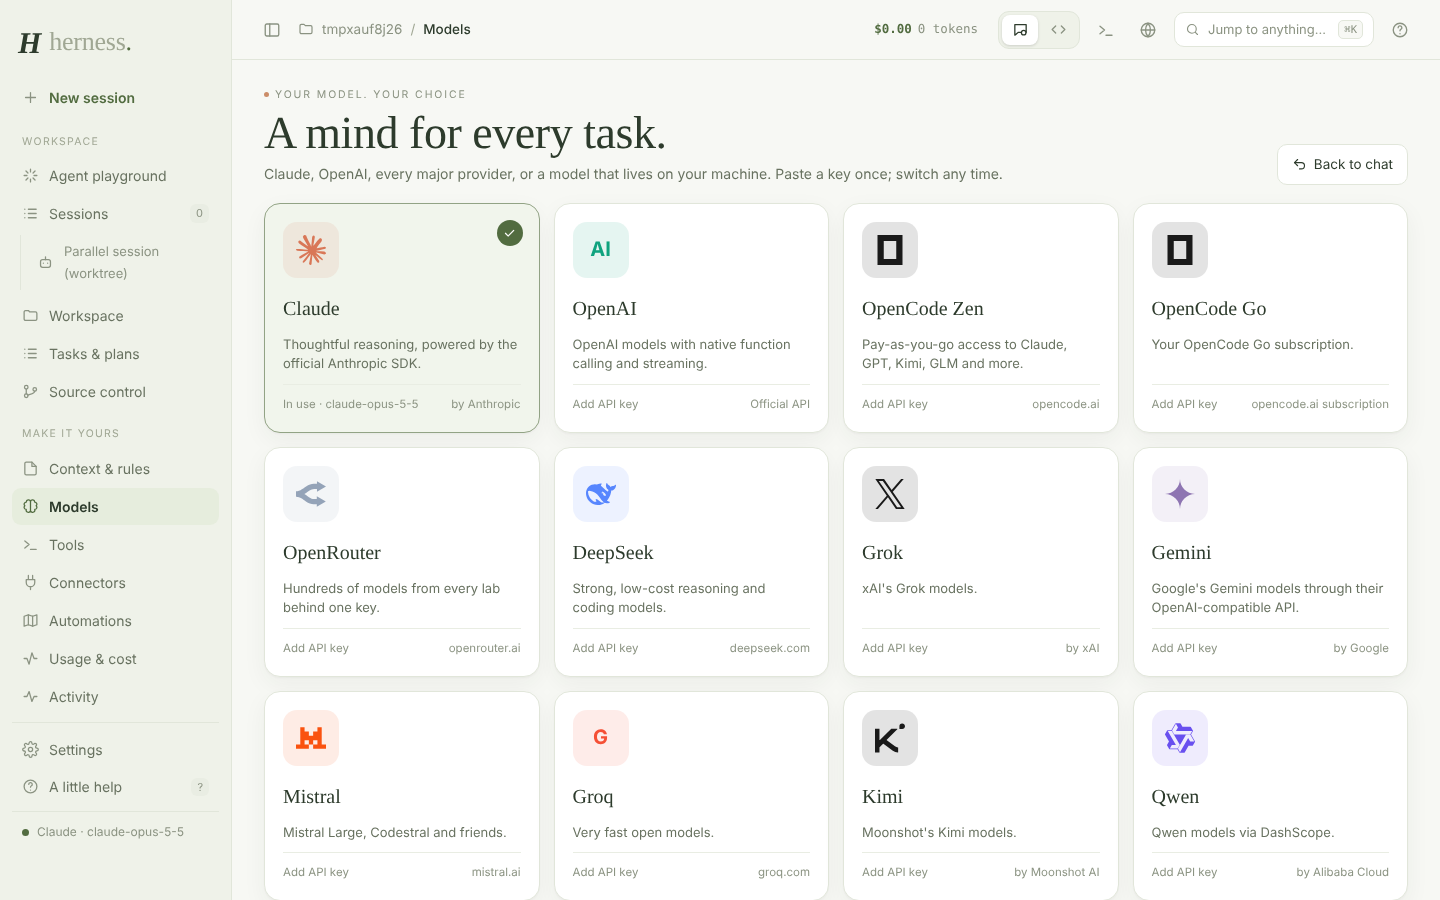 H herness.
New session
WORKSPACE
Agent playground
Sessions 0
Parallel session
(worktree)
Workspace
Tasks & plans
Source control
MAKE IT YOURS
Context & rules
Models
Tools
Connectors
Automations
Usage & cost
Activity
Settings
A little help ?
Claude · claude-opus-5-5
tmpxauf8j26 / Models
$0.00 0 tokens
Jump to anything... ⌘K
YOUR MODEL. YOUR CHOICE
A mind for every task.
Claude, OpenAI, every major provider, or a model that lives on your machine. Paste a key once; switch any time.
Back to chat
Claude
Thoughtful reasoning, powered by the
official Anthropic SDK.
In use · claude-opus-5-5 by Anthropic
AI
OpenAI
OpenAI models with native function
calling and streaming.
Add API key Official API
OpenCode Zen
Pay-as-you-go access to Claude,
GPT, Kimi, GLM and more.
Add API key opencode.ai
OpenCode Go
Your OpenCode Go subscription.
Add API key opencode.ai subscription
OpenRouter
Hundreds of models from every lab
behind one key.
Add API key openrouter.ai
DeepSeek
Strong, low-cost reasoning and
coding models.
Add API key deepseek.com
Grok
xAI's Grok models.
Add API key by xAI
Gemini
Google's Gemini models through their
OpenAI-compatible API.
Add API key by Google
Mistral
Mistral Large, Codestral and friends.
Add API key mistral.ai
G
Groq
Very fast open models.
Add API key groq.com
K
Kimi
Moonshot's Kimi models.
Add API key by Moonshot AI
Qwen
Qwen models via DashScope.
Add API key by Alibaba Cloud